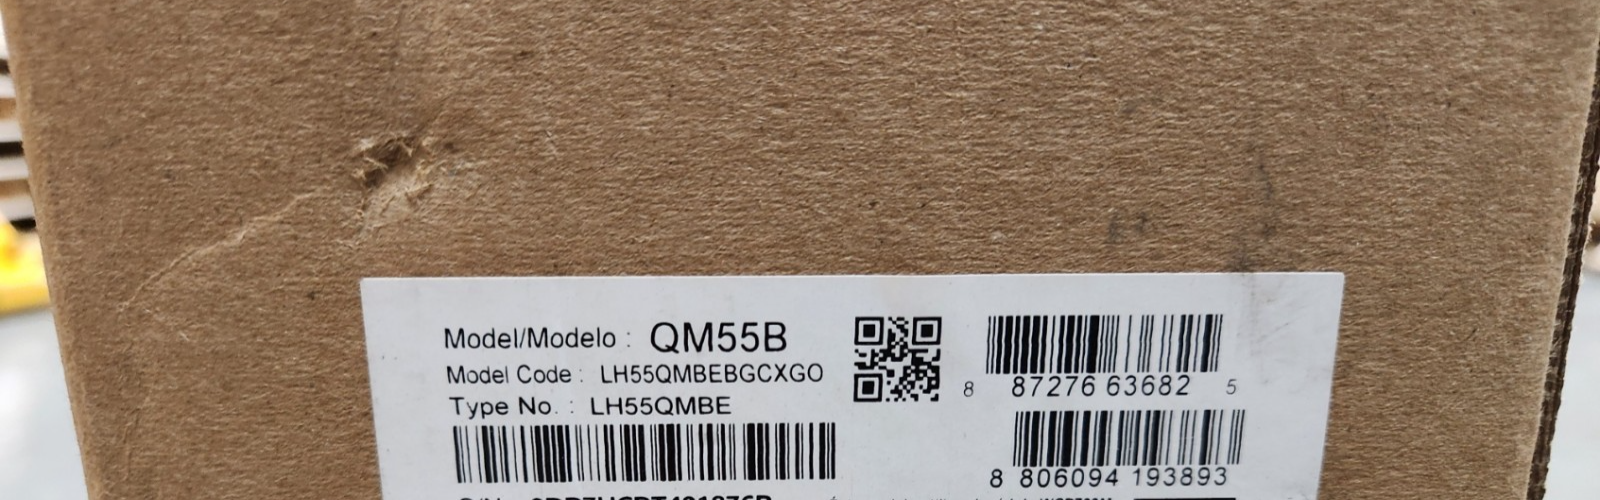 Model/Modelo : QM55B
Model Code : LH55QMBEBGCXGO
Type No. : LH55QMBE
8 87276 63682 5
8 806094 193893